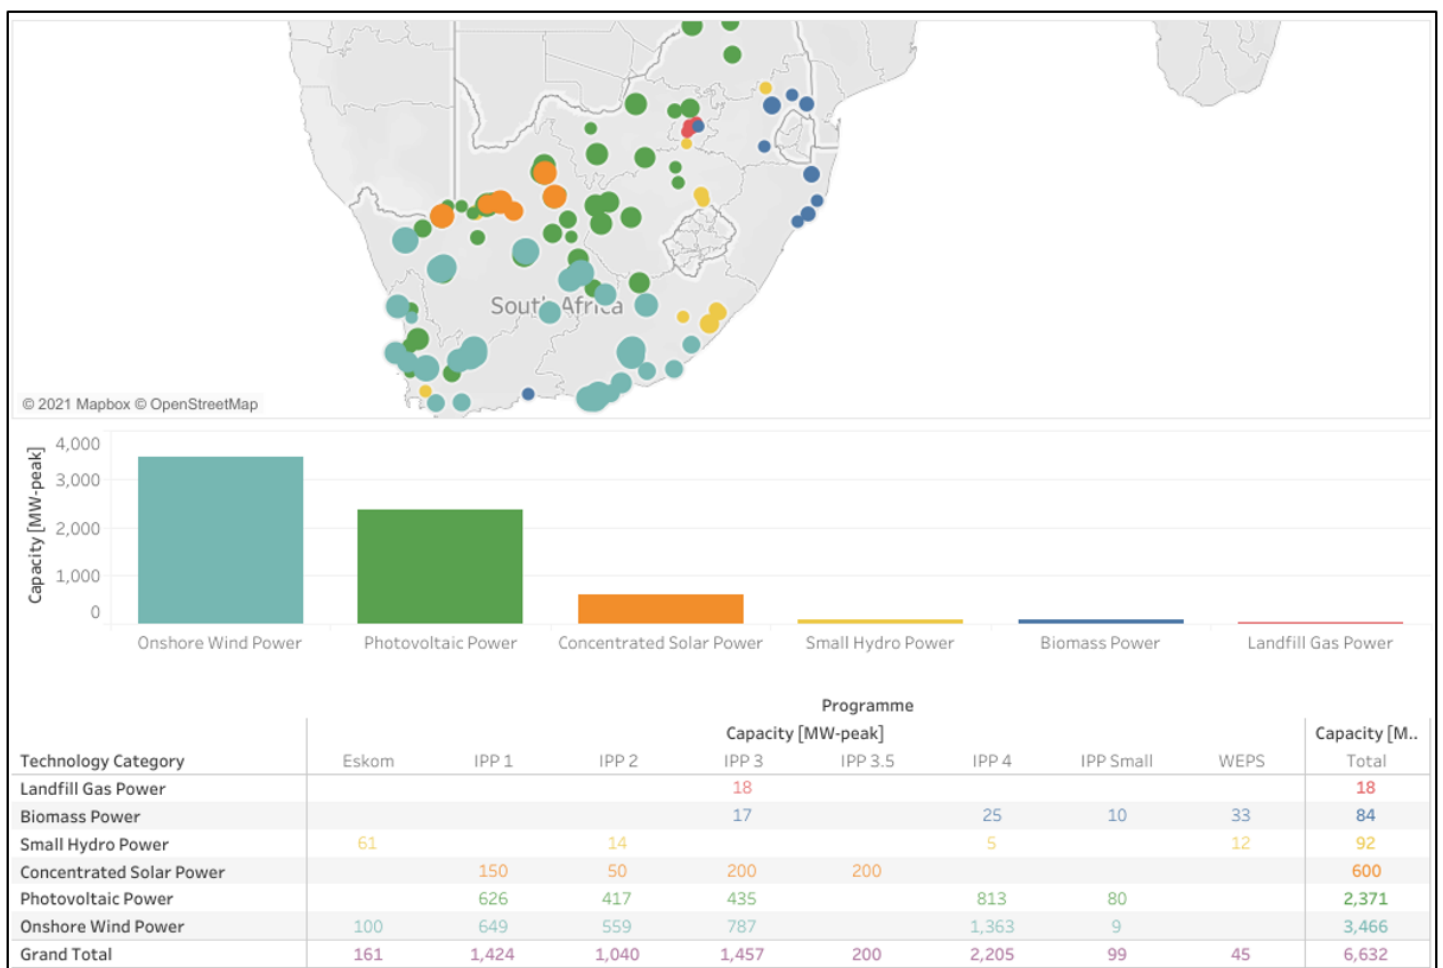 South Africa
© 2021 Mapbox © OpenStreetMap
Capacity [MW-peak]
4,000
3,000
2,000
1,000
0
Onshore Wind Power Photovoltaic Power Concentrated Solar Power Small Hydro Power Biomass Power Landfill Gas Power
Programme
Capacity [MW-peak] Capacity [M..
Technology Category Eskom IPP 1 IPP 2 IPP 3 IPP 3.5 IPP 4 IPP Small WEPS Total
Landfill Gas Power 18 18
Biomass Power 17 25 10 33 84
Small Hydro Power 61 14 5 12 92
Concentrated Solar Power 150 50 200 200 600
Photovoltaic Power 626 417 435 813 80 2,371
Onshore Wind Power 100 649 559 787 1,363 9 3,466
Grand Total 161 1,424 1,040 1,457 200 2,205 99 45 6,632